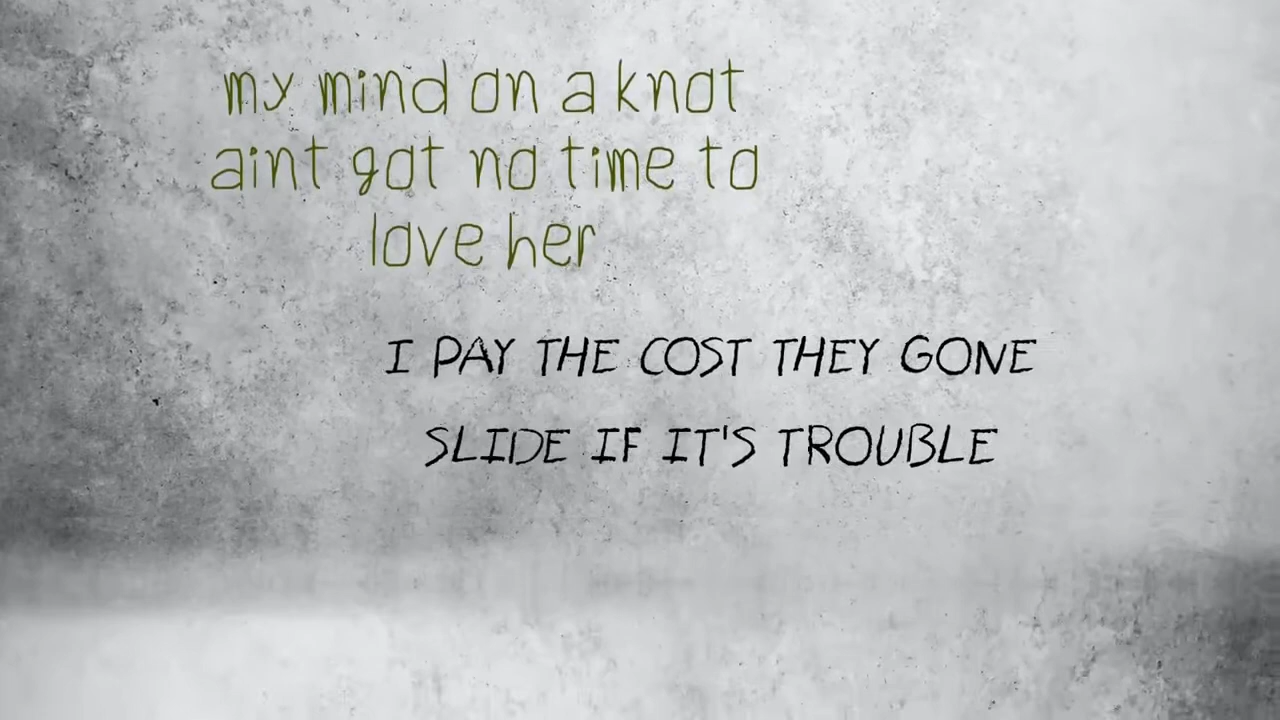 my mind on a knot
aint got no time to
love her
I PAY THE COST THEY GONE
SLIDE IF IT'S TROUBLE